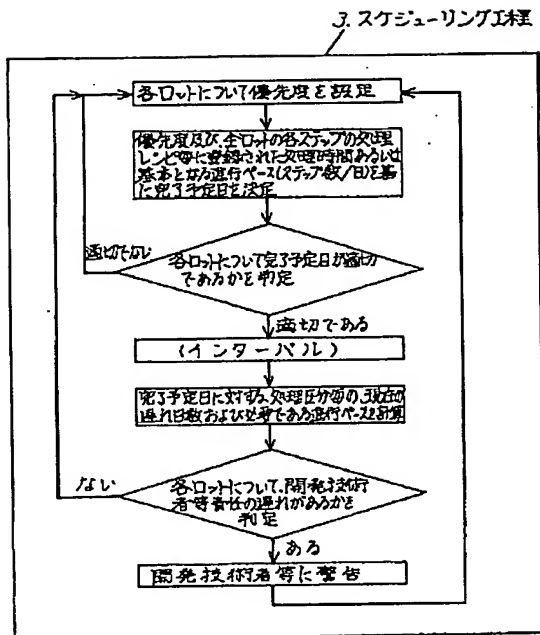 3. スケジューリング工程
各ロットについて優先度を設定
優先度及び、全ロットの各ステップの処理
レシピ毎に登録された処理時間あるいは
基本となる進行ペース(ステップ数/日)を基
に完了予定日を決定
適切でない
各ロットについて完了予定日が適切
であるかを判定
適切である
(インターバル)
完了予定日に対する、処理区分毎の、現在の
遅れ日数および必要である進行ペースを計算
ない
各ロットについて、開発技術
者等責任の遅れがあるかを
判定
ある
開発技術者等に警告